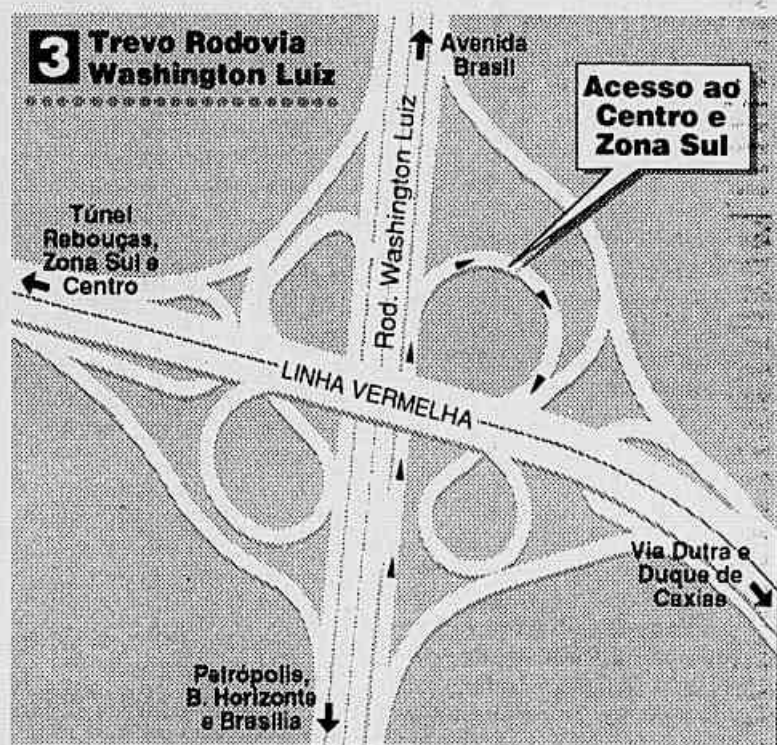 3 Trevo Rodovia
Washington Luíz
Avenida
Brasil
Acesso ao
Centro e
Zona Sul
Túnel
Rebouças,
Zona Sul e
Centro
Rod. Washington Luíz
LINHA VERMELHA
Via Dutra e
Duque de
Caxias
Petrópolis,
B. Horizonte
e Brasília